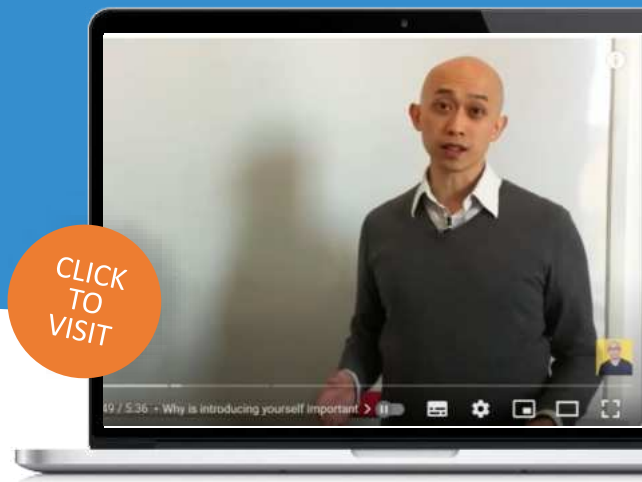 CLICK
TO
VISIT
49 / 5:36 • Why is introducing yourself Important >